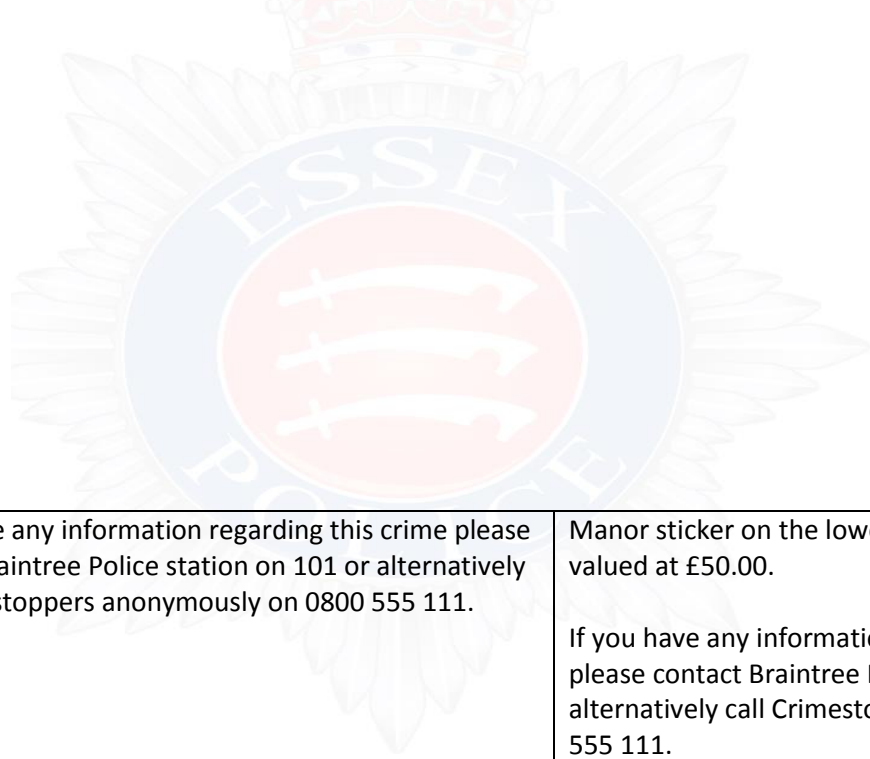 ESSEX
POLICE
e any information regarding this crime please
aintree Police station on 101 or alternatively
stoppers anonymously on 0800 555 111.
Manor sticker on the lowe
valued at £50.00.
If you have any informati
please contact Braintree
alternatively call Crimesto
555 111.